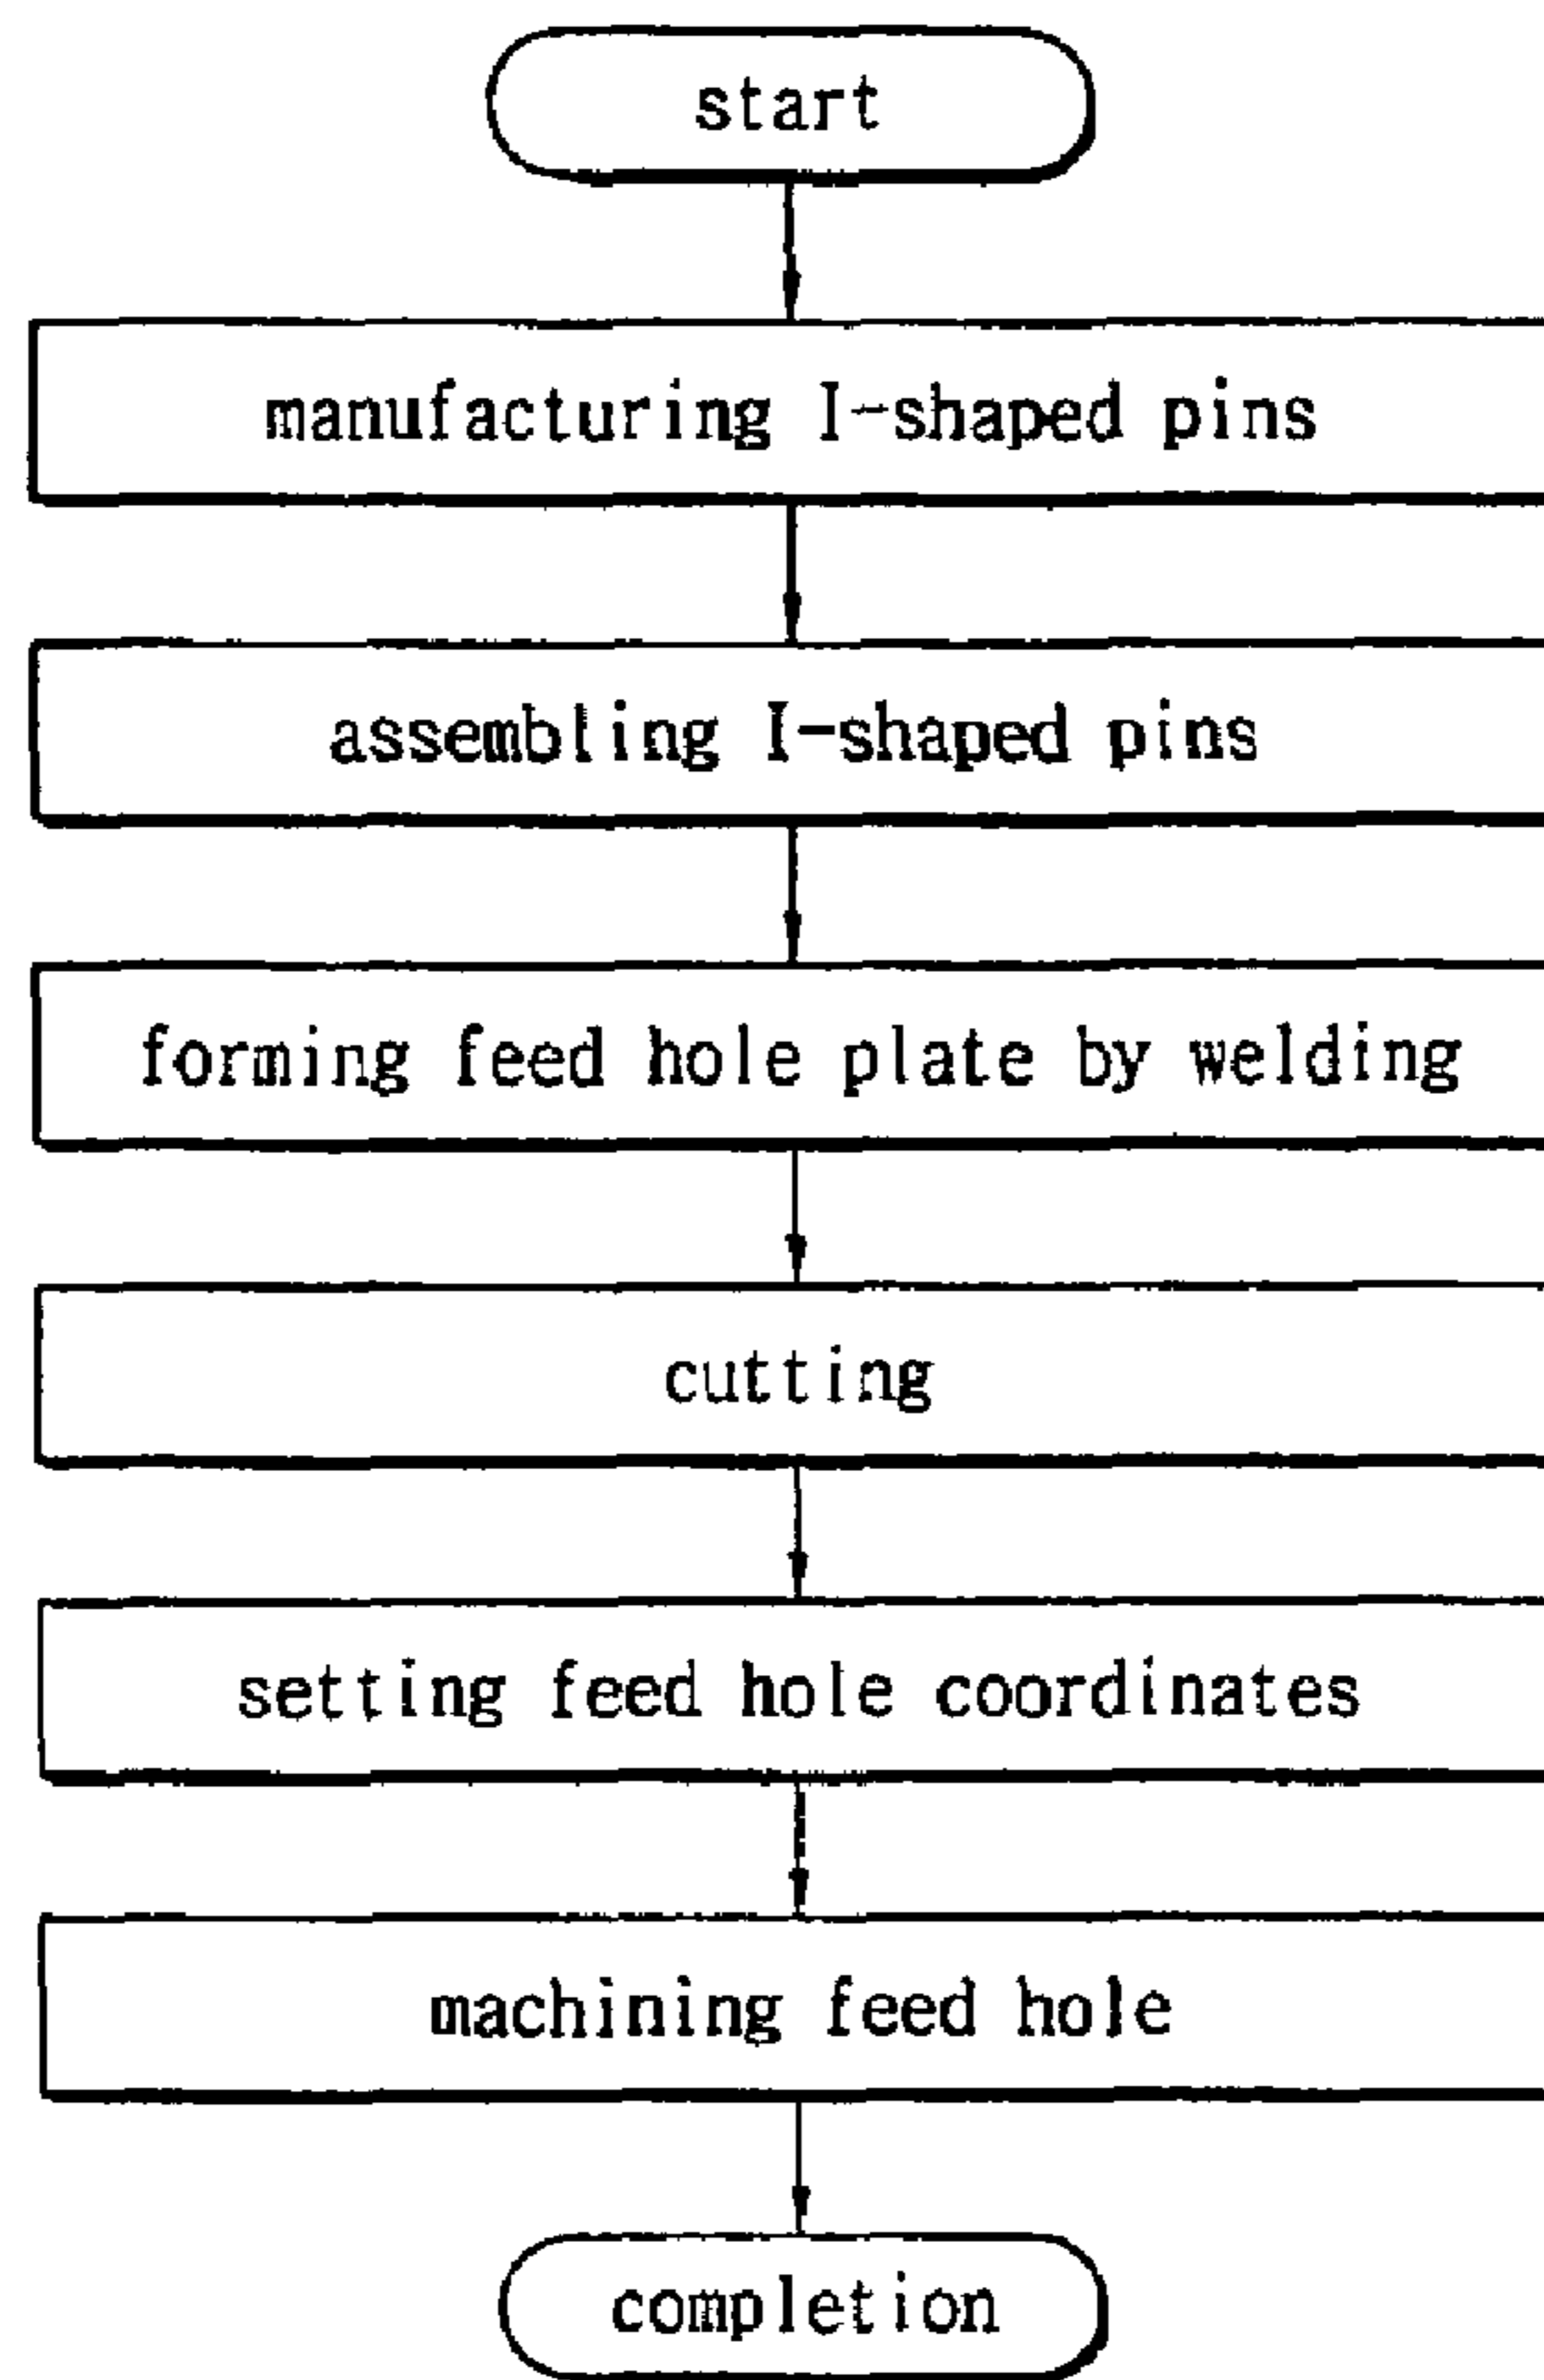 start
manufacturing I-shaped pins
assembling I-shaped pins
forming feed hole plate by welding
cutting
setting feed hole coordinates
machining feed hole
completion